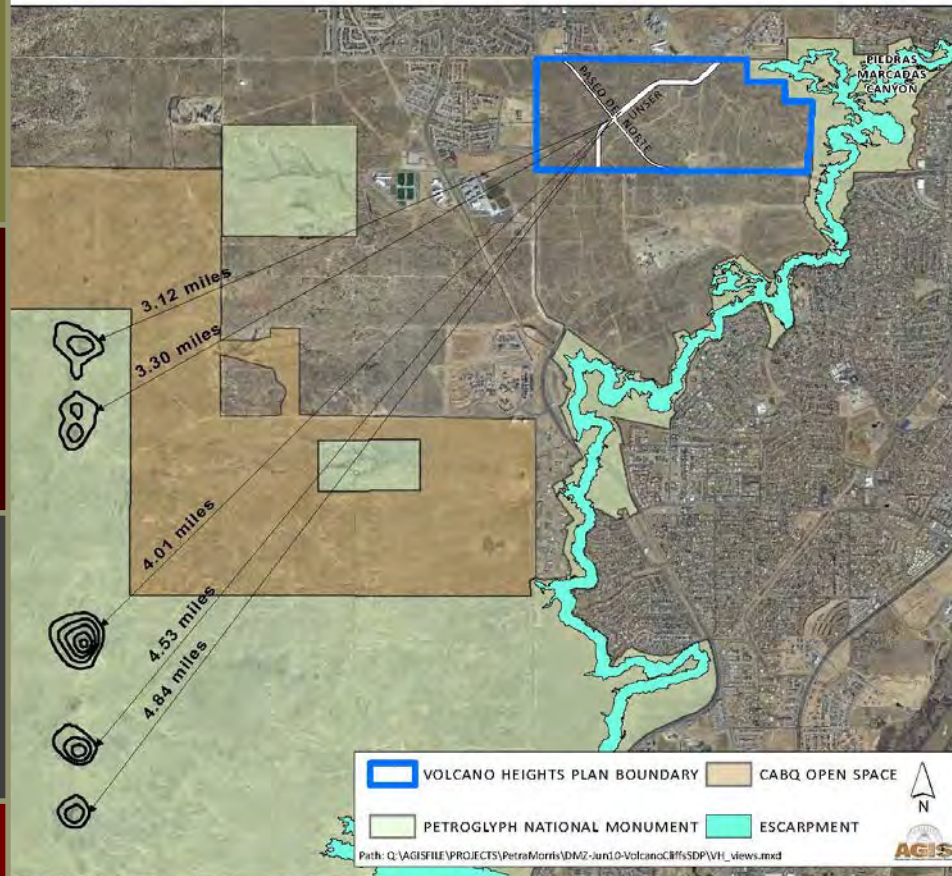 PIEDRAS
MARCADAS
CANYON
PASEO DEL NORTE
UNSER
3.12 miles
3.30 miles
4.01 miles
4.53 miles
4.84 miles
VOLCANO HEIGHTS PLAN BOUNDARY
CABQ OPEN SPACE
N
PETROGLYPH NATIONAL MONUMENT
ESCARPMENT
AGIS
Path: Q:\AGISFILE\PROJECTS\PetraMorris\DMZ-Jun10-VolcanoCliffsSDP\VH_views.mxd